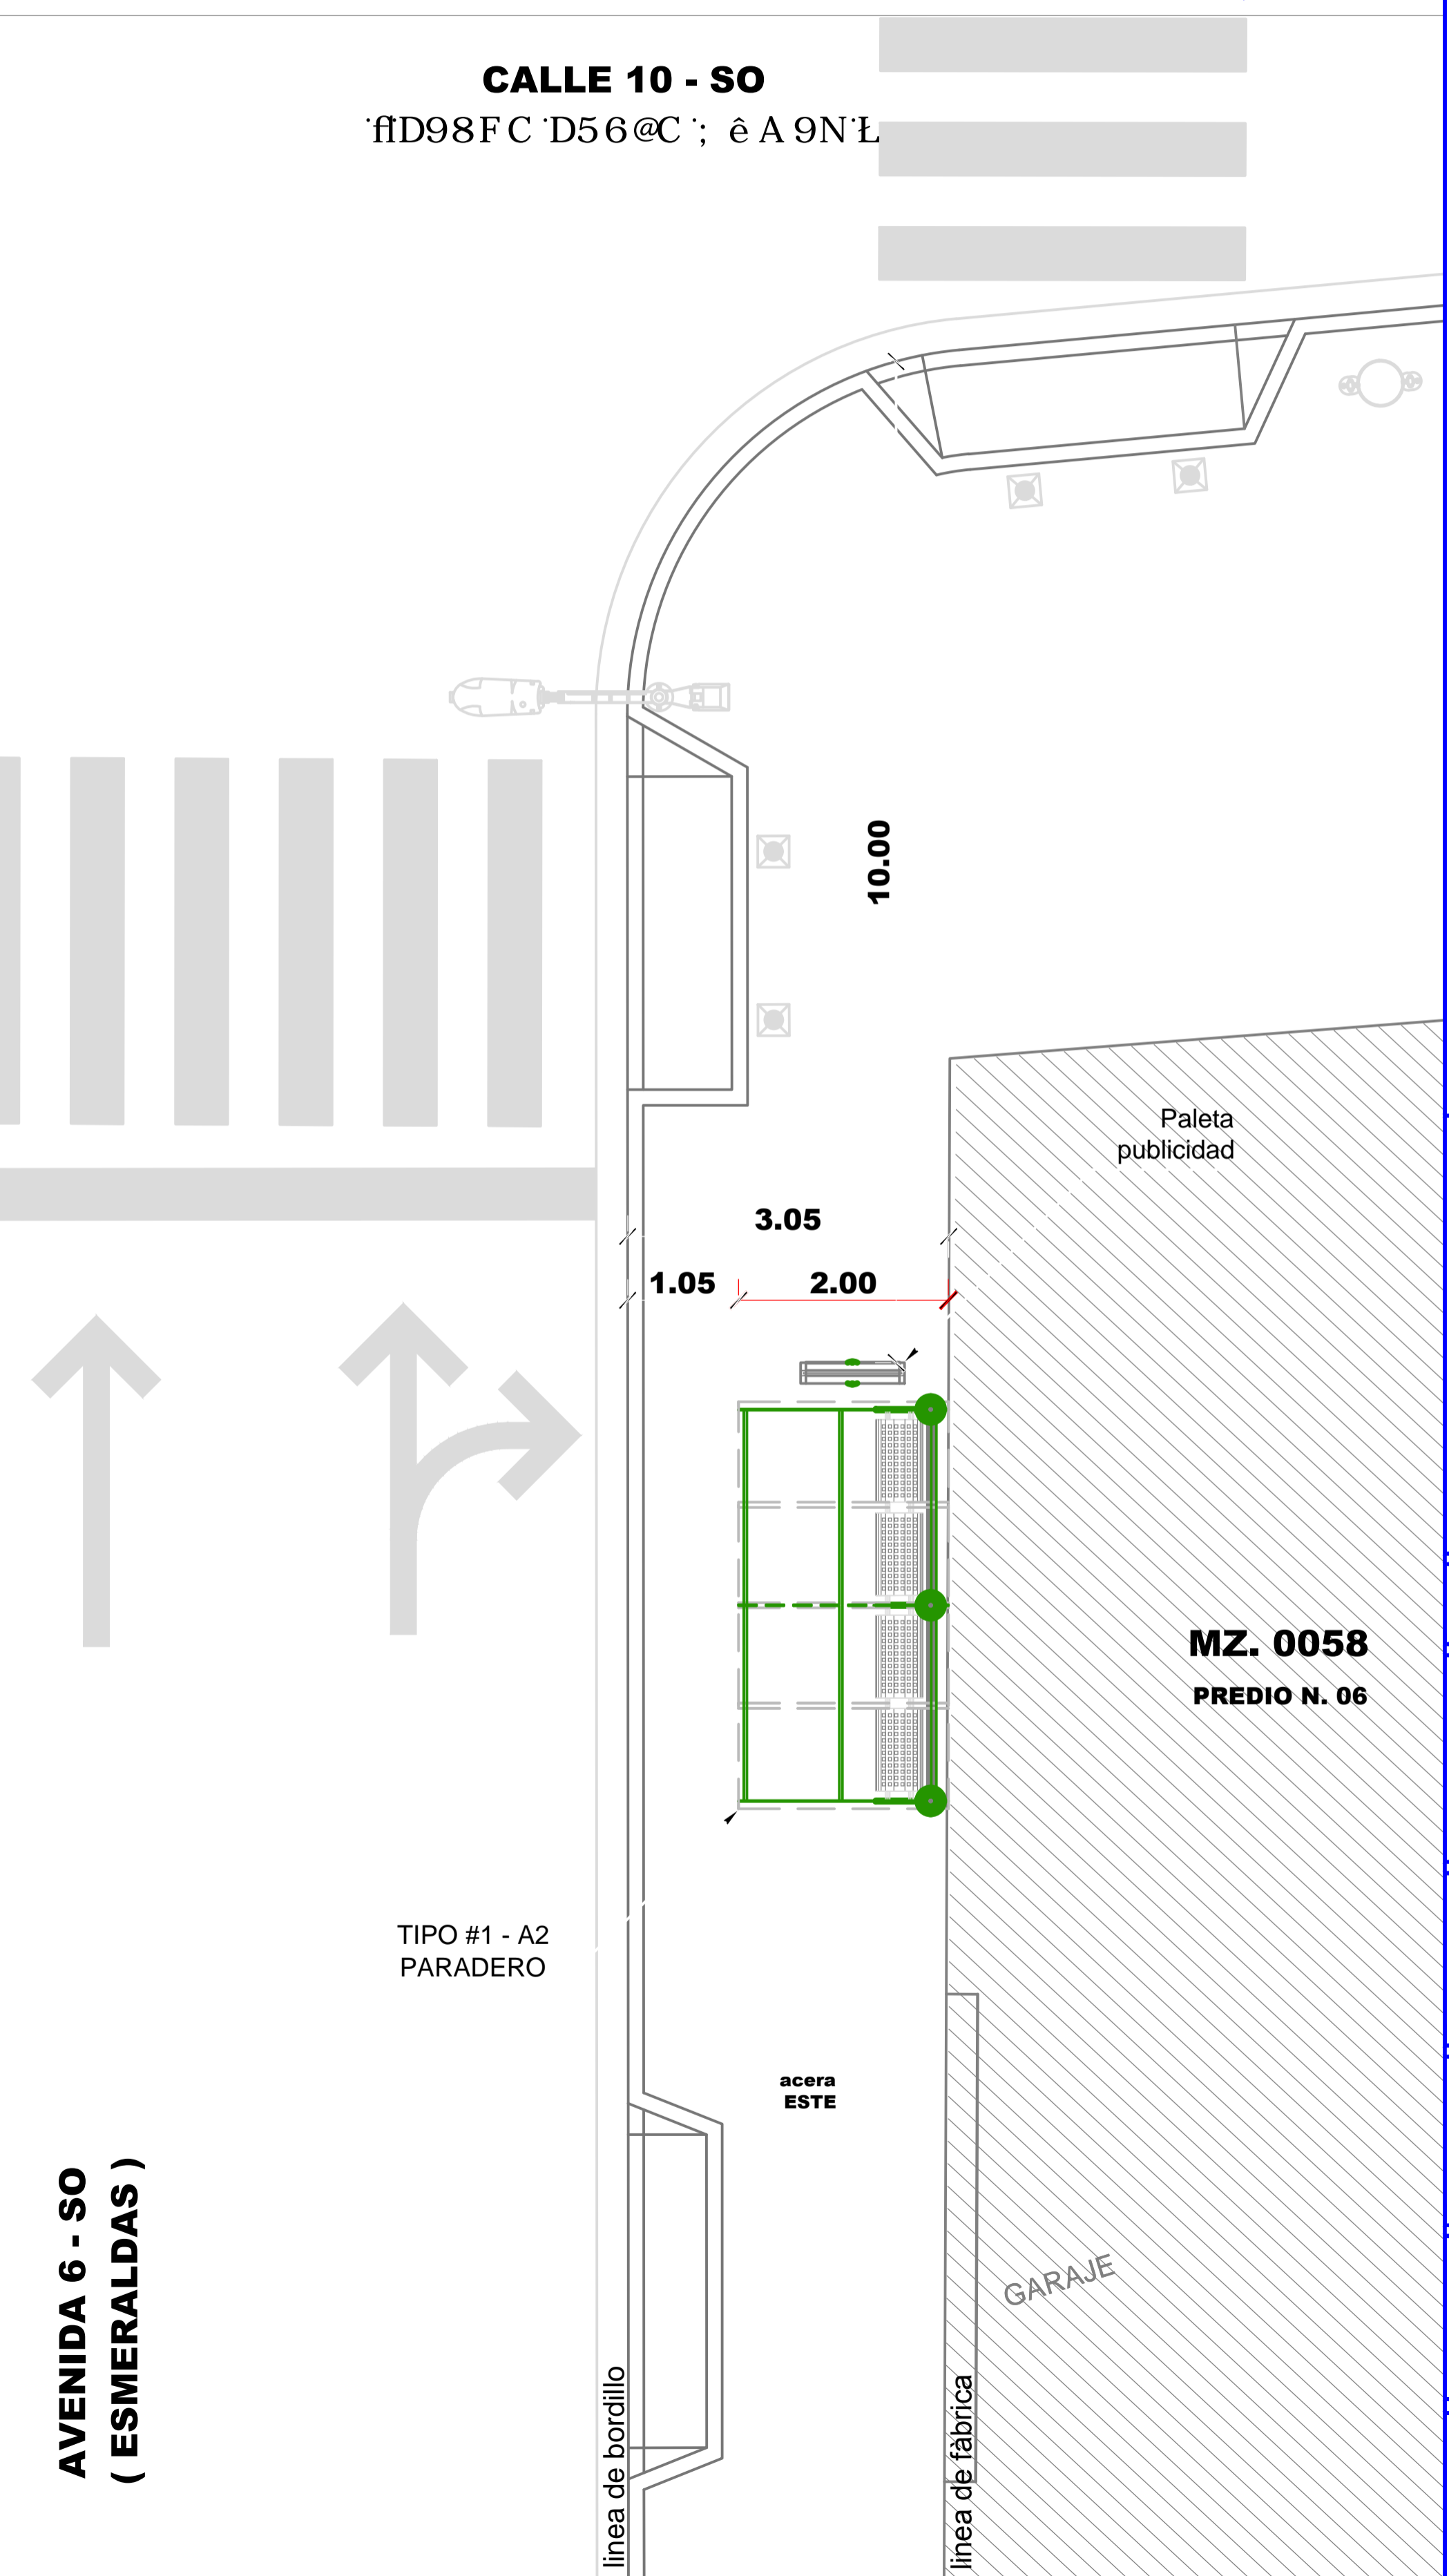 CALLE 10 - SO
10.00
Paleta
publicidad
3.05
1.05 2.00
MZ. 0058
PREDIO N. 06
TIPO #1 - A2
PARADERO
acera
ESTE
AVENIDA 6 - SO
( ESMERALDAS )
GARAJE
linea de bordillo
linea de fàbrica